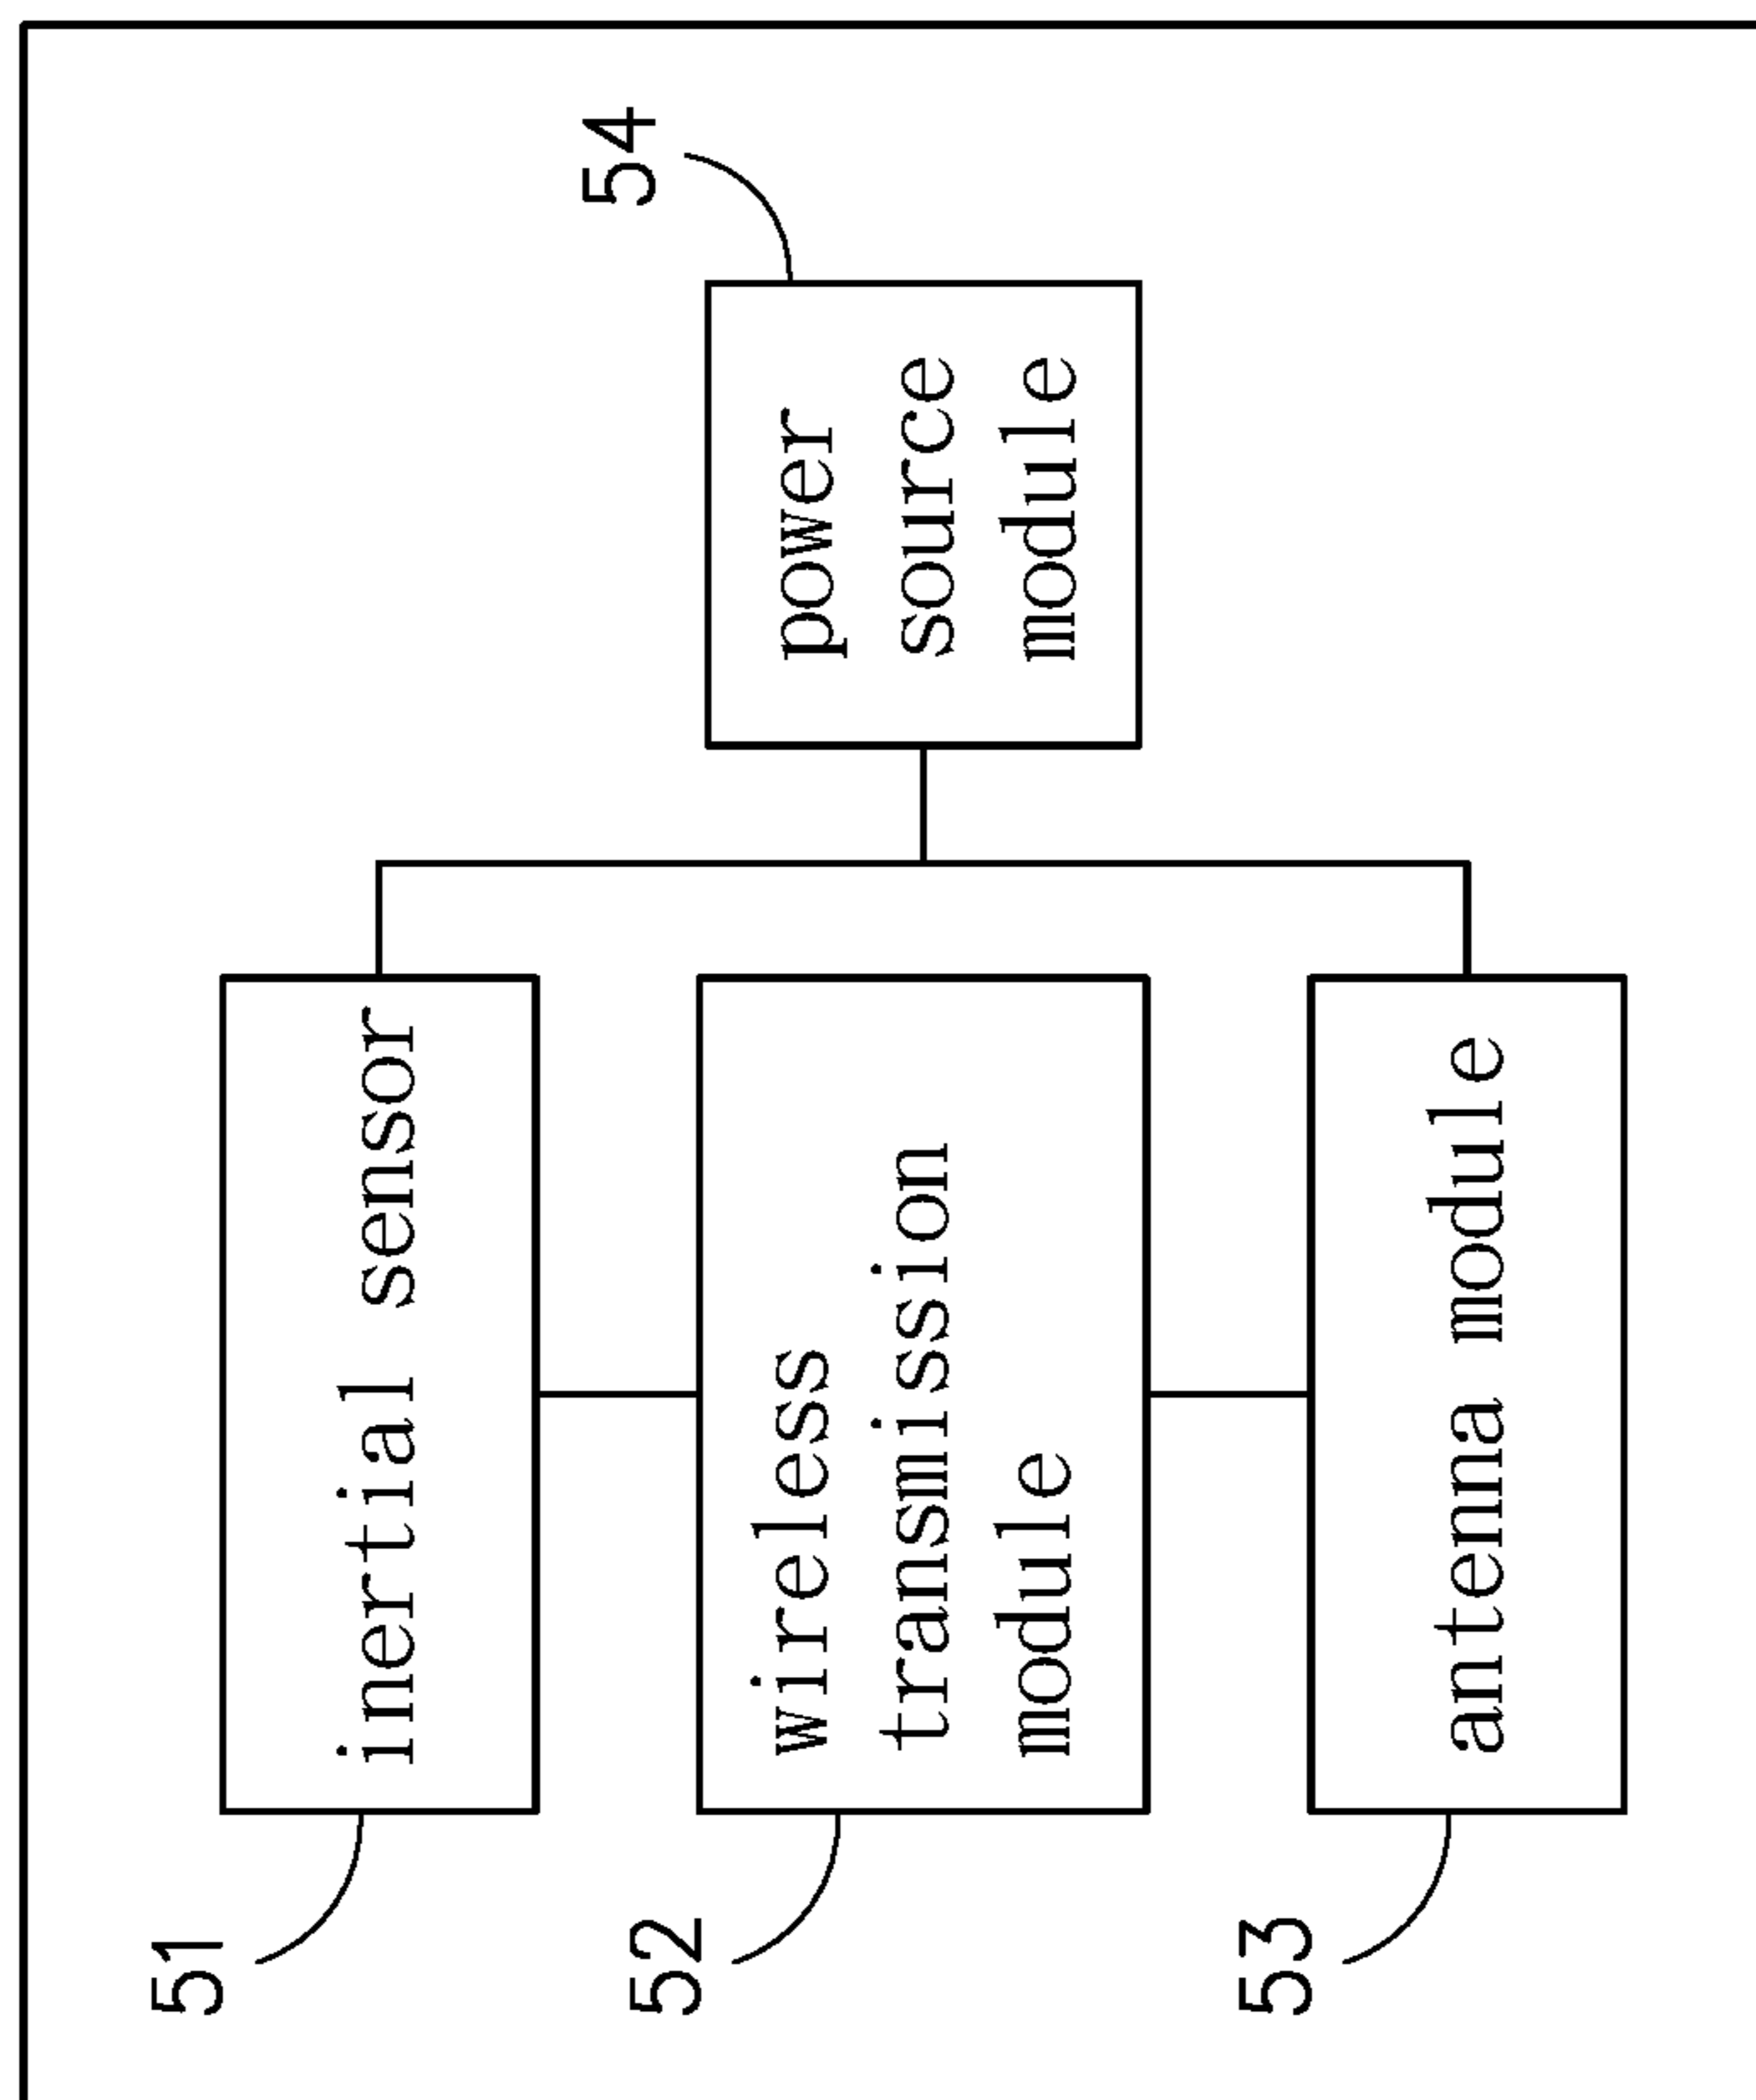 51
inertial sensor
52
wireless
transmission
module
53
antenna module
54
power
source
module